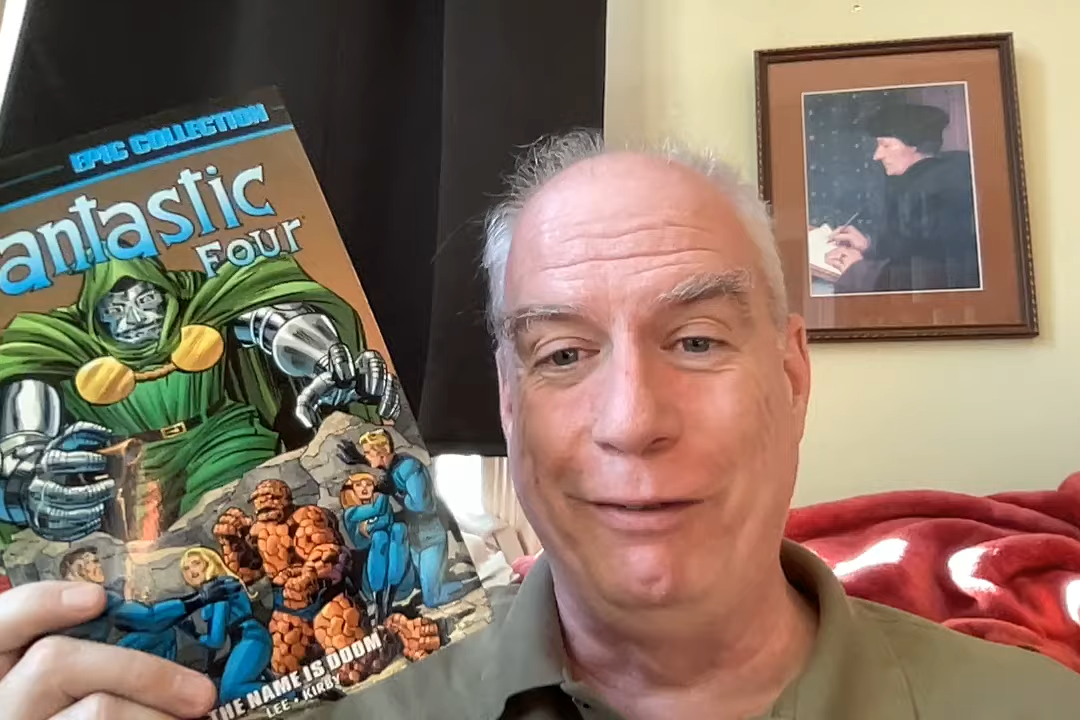 EPIC COLLECTION
antastic
FOUR
THE NAME IS DOOM
LEE • KIRBY